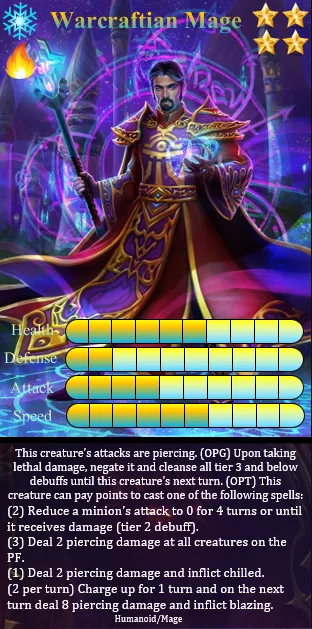 Warcraftian Mage
Health
Defense
Attack
Speed
This creature's attacks are piercing. (OPG) Upon taking
lethal damage, negate it and cleanse all tier 3 and below
debuffs until this creature's next turn. (OPT) This
creature can pay points to cast one of the following spells:
(2) Reduce a minion's attack to 0 for 4 turns or until
it receives damage (tier 2 debuff).
(3) Deal 2 piercing damage at all creatures on the
PF.
(1) Deal 2 piercing damage and inflict chilled.
(2 per turn) Charge up for 1 turn and on the next
turn deal 8 piercing damage and inflict blazing.
Humanoid/Mage